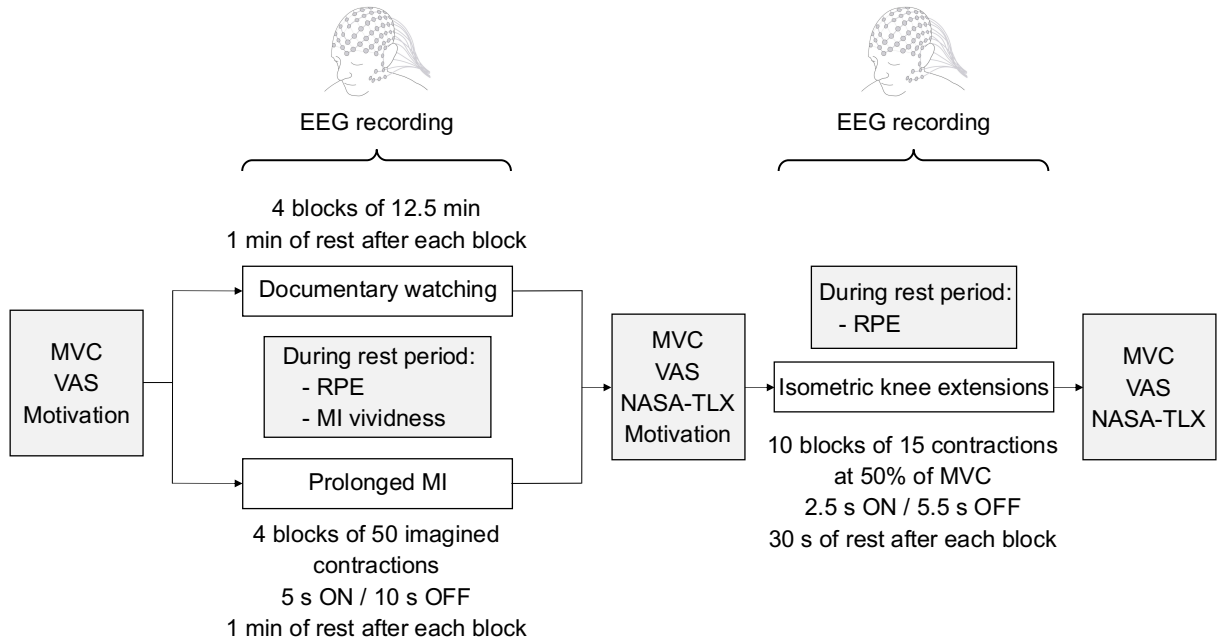 EEG recording
4 blocks of 12.5 min
1 min of rest after each block
Documentary watching
MVC
VAS
Motivation
During rest period:
- RPE
- MI vividness
Prolonged MI
4 blocks of 50 imagined
contractions
5 s ON / 10 s OFF
1 min of rest after each block
MVC
VAS
NASA-TLX
Motivation
EEG recording
During rest period:
- RPE
Isometric knee extensions
10 blocks of 15 contractions
at 50% of MVC
2.5 s ON / 5.5 s OFF
30 s of rest after each block
MVC
VAS
NASA-TLX